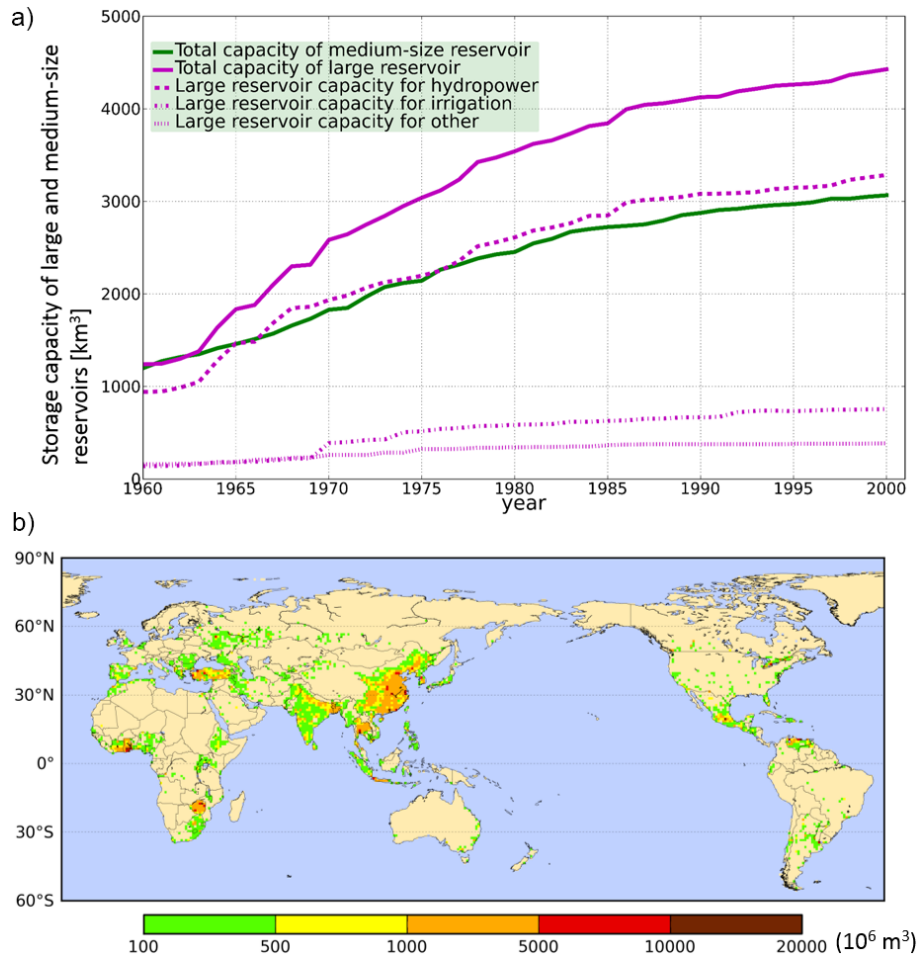 a)
5000
4000
3000
2000
1000
0
Storage capacity of large and medium-size
reservoirs [km³]
Total capacity of medium-size reservoir
Total capacity of large reservoir
Large reservoir capacity for hydropower
Large reservoir capacity for irrigation
Large reservoir capacity for other
1960 1965 1970 1975 1980 1985 1990 1995 2000
year
b)
90°N
60°N
30°N
0°
30°S
60°S
100 500 1000 5000 10000 20000 (10⁶ m³)